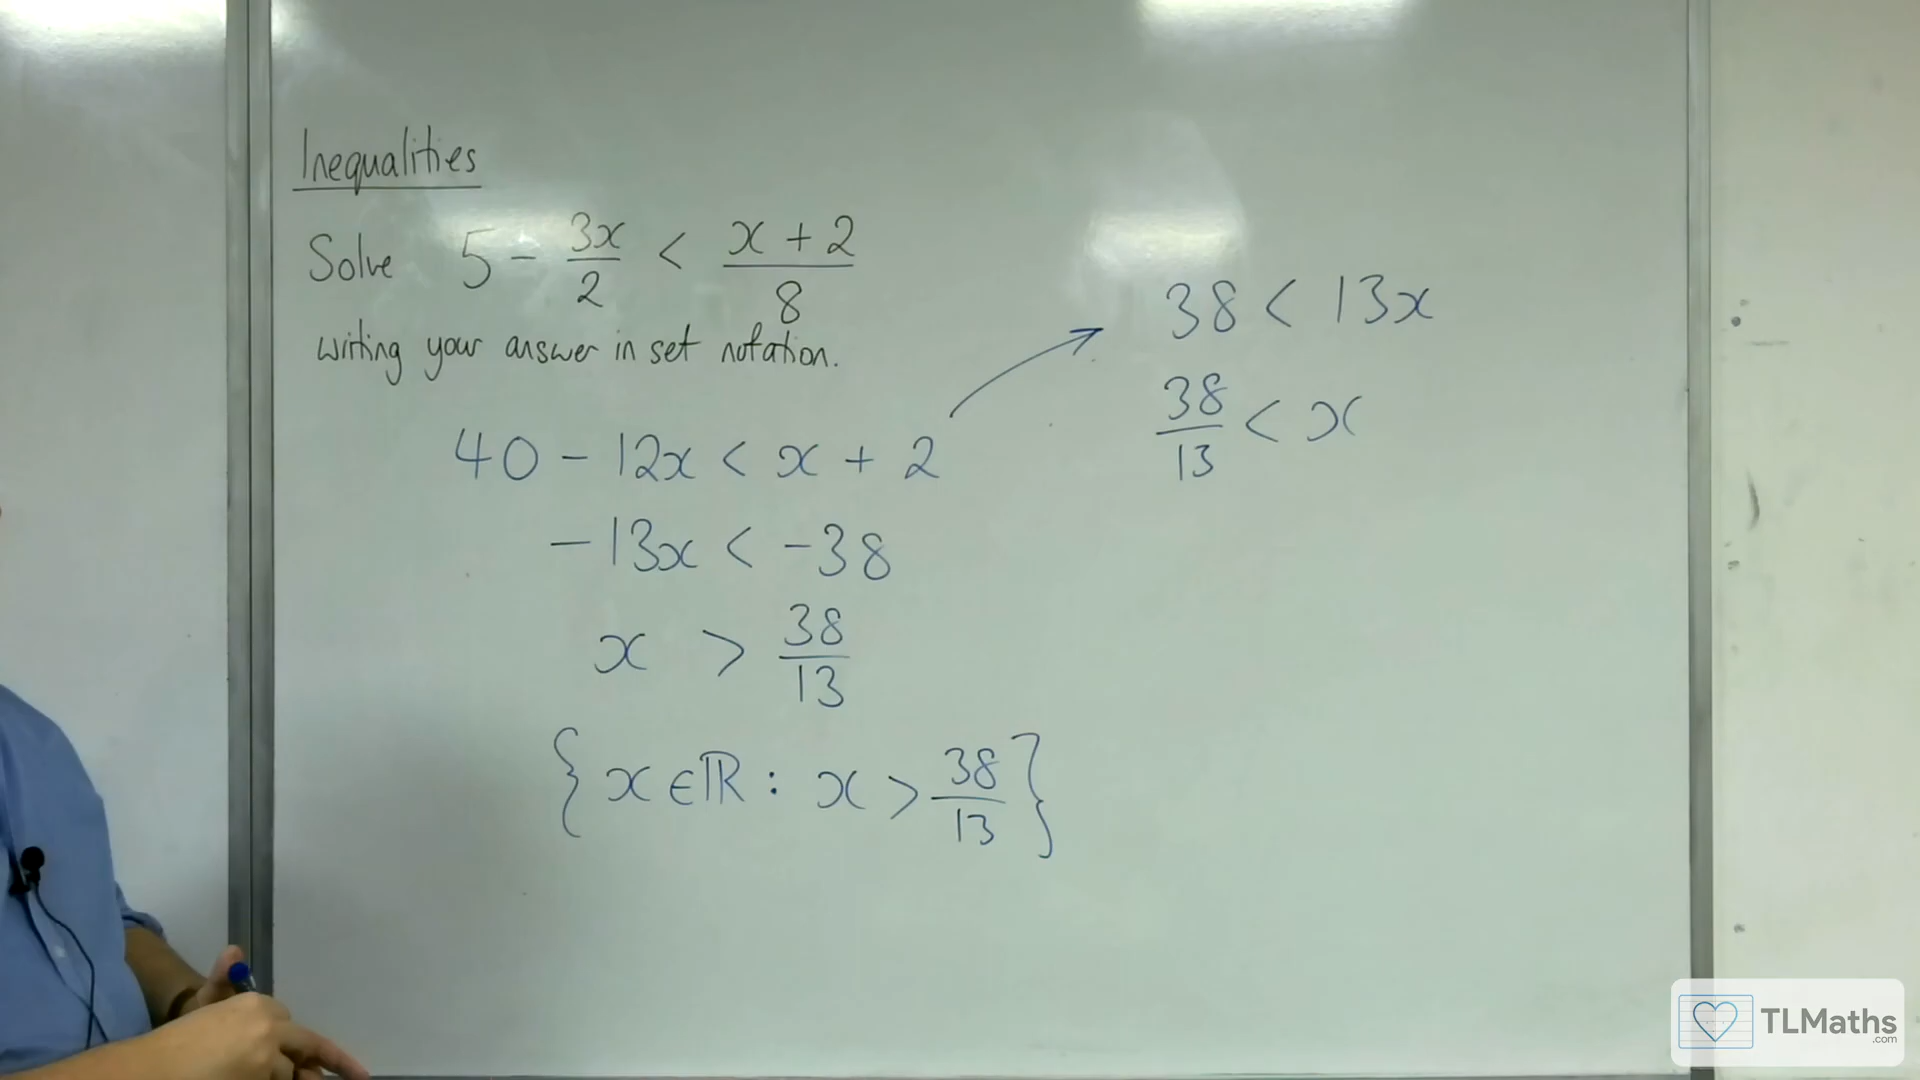 Inequalities
Solve 5 - 3x/2 < (x + 2)/8
writing your answer in set notation.
40 - 12x < x + 2
-13x < -38
x > 38/13
{x ∈ ℝ : x > 38/13}
38 < 13x
38/13 < x
TLMaths
.com